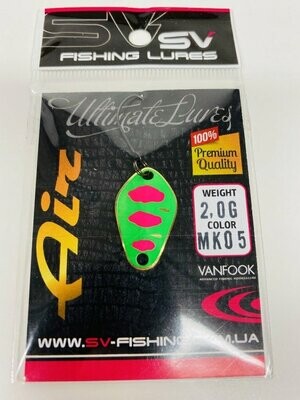 SV SV
FISHING LURES
Ultimate Lures
100%
Premium
Quality
Air
WEIGHT
2,0G
COLOR
MK05
VANFOOK
WWW.SV-FISHING.COM.UA